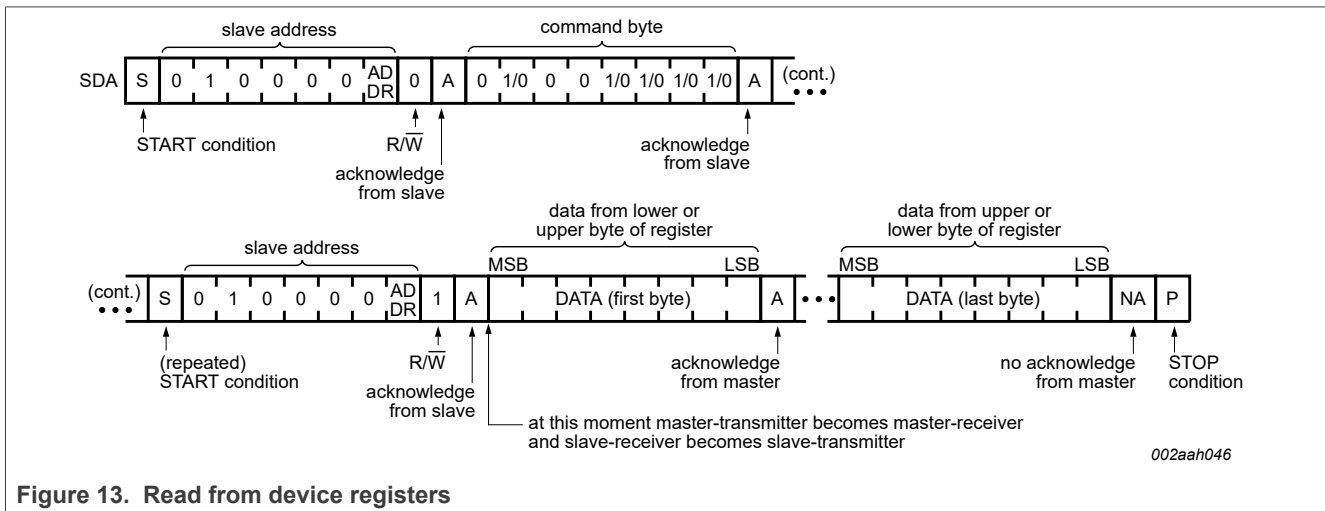 slave address command byte
SDA S 0 1 0 0 0 0 AD DR 0 A 0 1/0 0 0 1/0 1/0 1/0 1/0 A (cont.)
START condition R/W̅ acknowledge from slave acknowledge from slave
data from lower or upper byte of register data from upper or lower byte of register
slave address MSB LSB MSB LSB
(cont.) S 0 1 0 0 0 0 AD DR 1 A DATA (first byte) A DATA (last byte) NA P
(repeated) START condition R/W̅ acknowledge from slave acknowledge from master no acknowledge from master STOP condition
at this moment master-transmitter becomes master-receiver
and slave-receiver becomes slave-transmitter
002aah046
Figure 13. Read from device registers